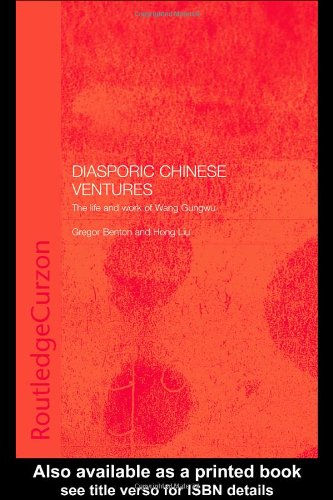 DIASPORIC CHINESE
VENTURES
The life and work of Wang Gungwu
Gregor Benton and Hong Liu
RoutledgeCurzon
Also available as a printed book
see title verso for ISBN details